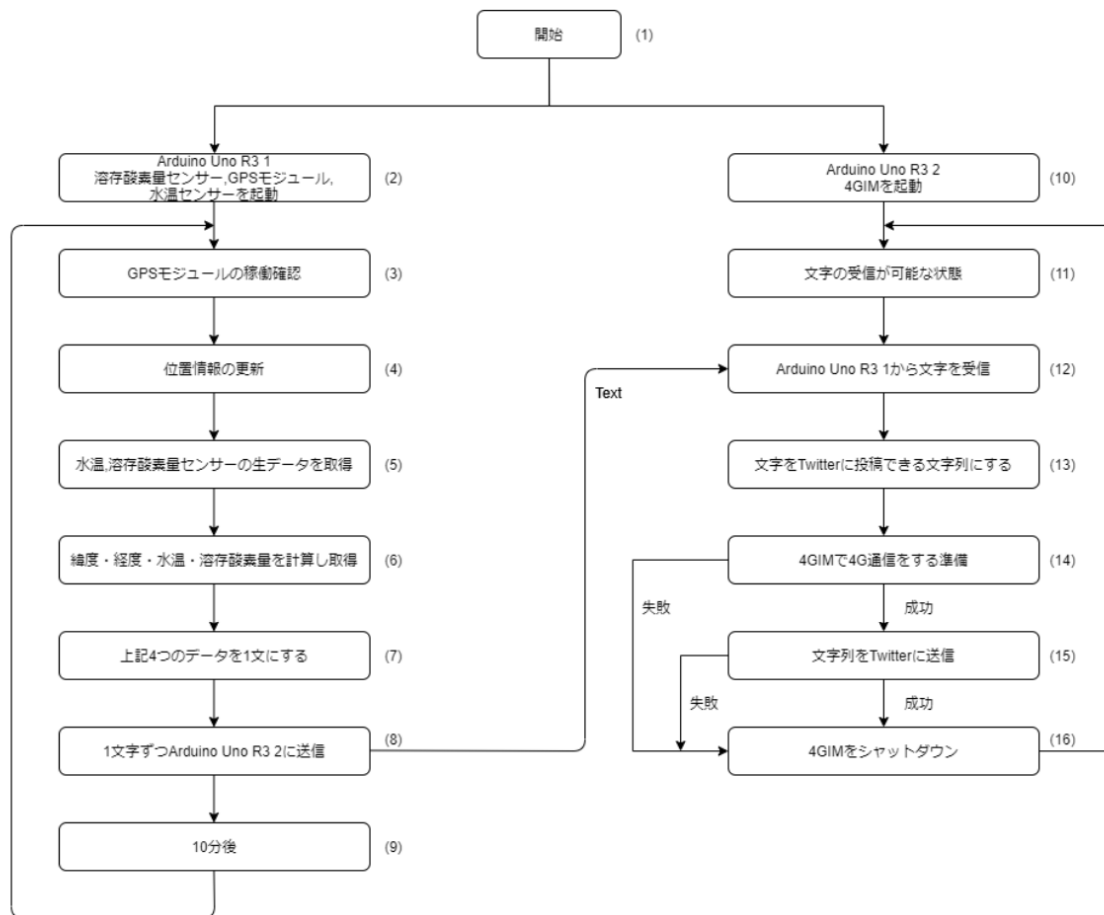 開始
(1)
Arduino Uno R3 1
溶存酸素量センサー,GPSモジュール,
水温センサーを起動
(2)
GPSモジュールの稼働確認
(3)
位置情報の更新
(4)
水温,溶存酸素量センサーの生データを取得
(5)
緯度・経度・水温・溶存酸素量を計算し取得
(6)
上記4つのデータを1文にする
(7)
1文字ずつArduino Uno R3 2に送信
(8)
10分後
(9)
Text
Arduino Uno R3 2
4GIMを起動
(10)
文字の受信が可能な状態
(11)
Arduino Uno R3 1から文字を受信
(12)
文字をTwitterに投稿できる文字列にする
(13)
4GIMで4G通信をする準備
(14)
失敗
成功
文字列をTwitterに送信
(15)
失敗
成功
4GIMをシャットダウン
(16)